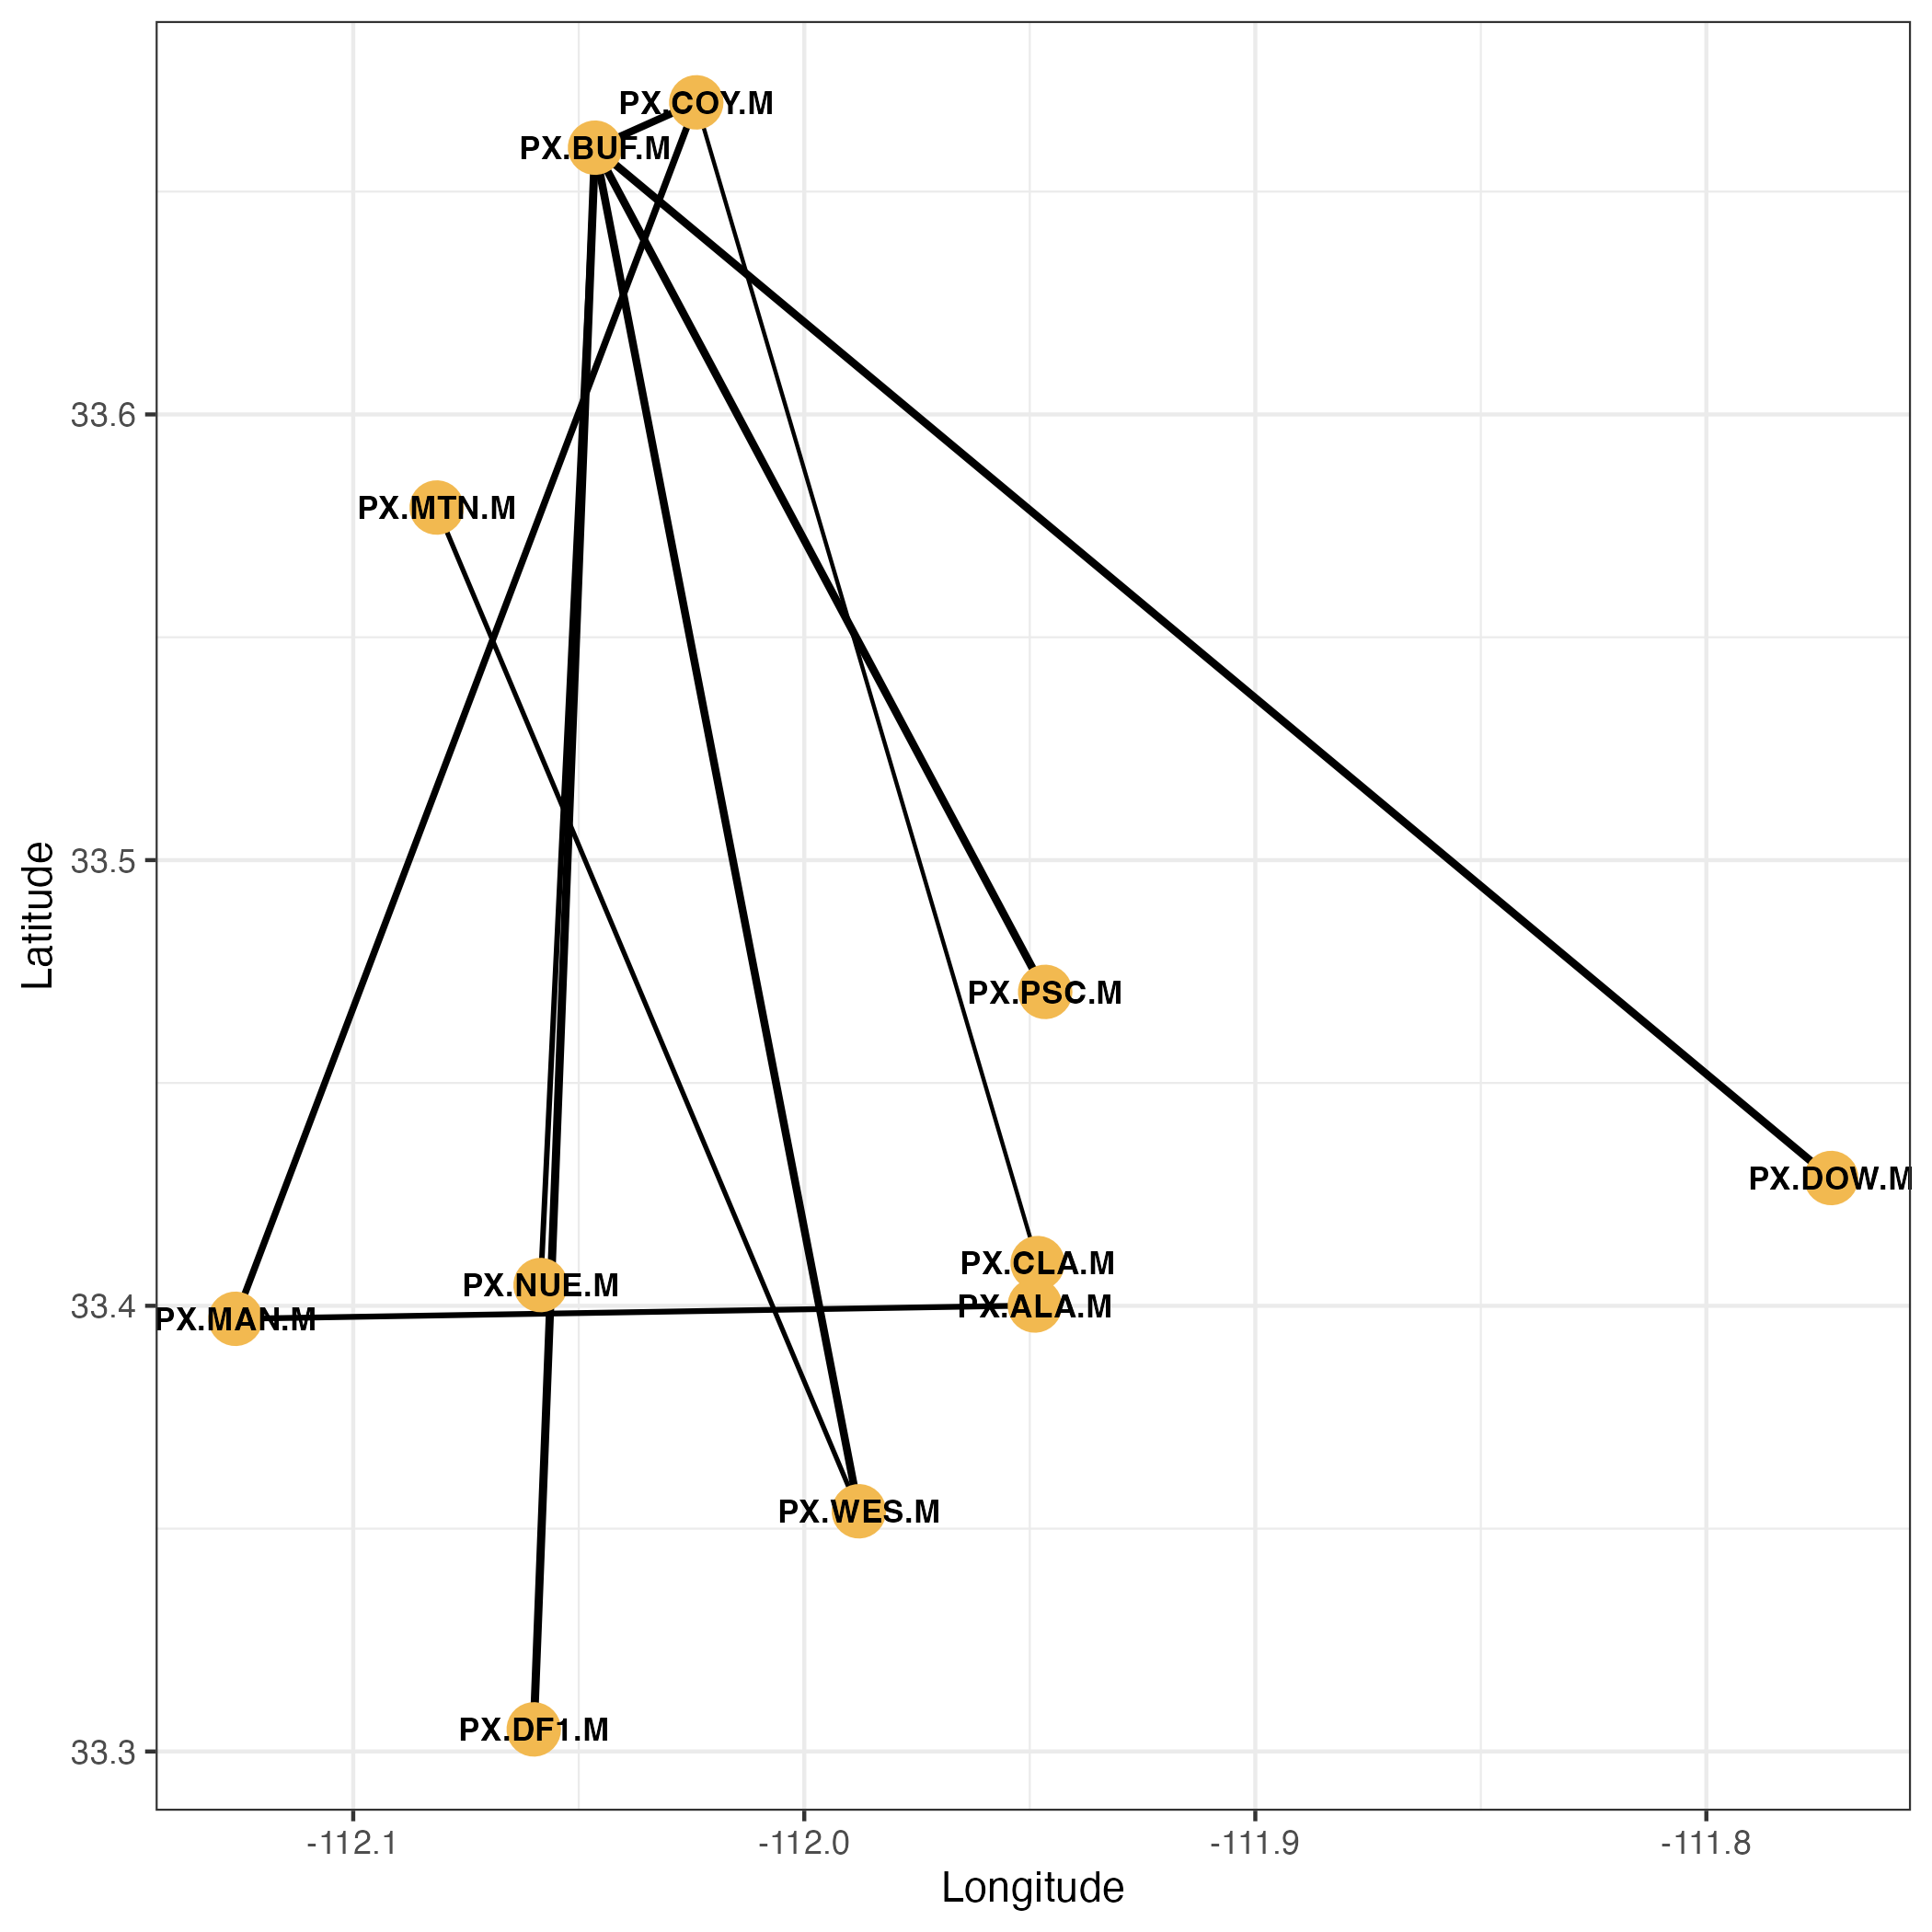 PX.COY.M
PX.BUF.M
33.6
PX.MTN.M
Latitude
33.5
PX.PSC.M
PX.DOW.M
PX.CLA.M
PX.NUE.M
33.4
PX.ALA.M
PX.MAN.M
PX.WES.M
PX.DF1.M
33.3
-112.1
-112.0
-111.9
-111.8
Longitude